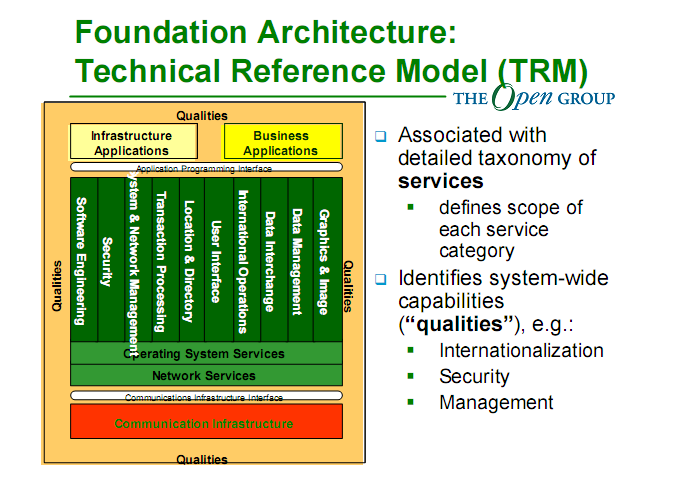 Foundation Architecture:
Technical Reference Model (TRM)
THE Open GROUP
Qualities
Infrastructure
Applications
Business
Applications
Application Programming Interface
Qualities
Software Engineering
Security
System & Network Management
Transaction Processing
Location & Directory
User Interface
International Operations
Data Interchange
Data Management
Graphics & Image
Qualities
Operating System Services
Network Services
Communications Infrastructure Interface
Communication Infrastructure
Qualities
Associated with
detailed taxonomy of
services
defines scope of
each service
category
Identifies system-wide
capabilities
(“qualities”), e.g.:
Internationalization
Security
Management